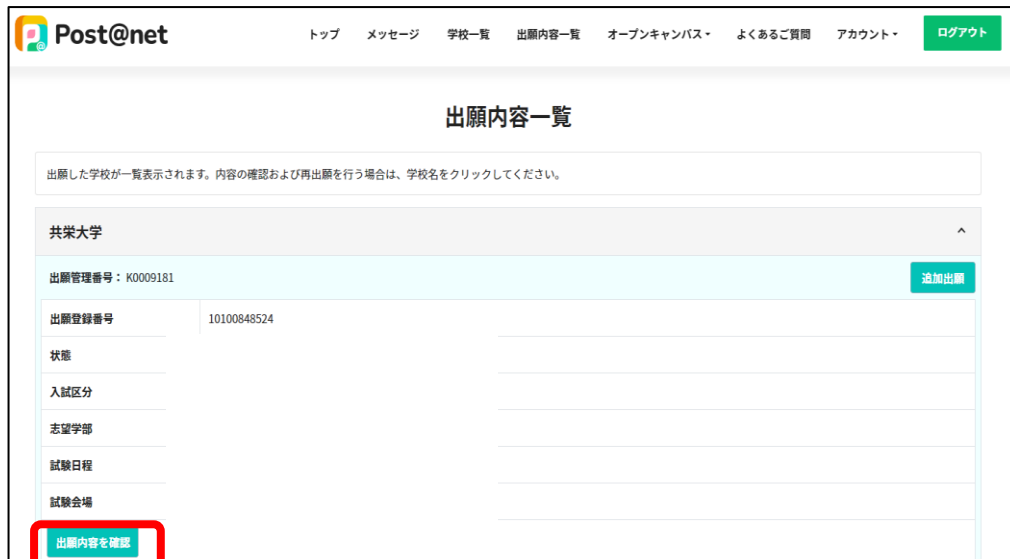 Post@net
トップ メッセージ 学校一覧 出願内容一覧 オープンキャンパス よくあるご質問 アカウント ログアウト
出願内容一覧
出願した学校が一覧表示されます。内容の確認および再出願を行う場合は、学校名をクリックしてください。
共栄大学
出願管理番号： K0009181 追加出願
出願登録番号 10100848524
状態
入試区分
志望学部
試験日程
試験会場
出願内容を確認